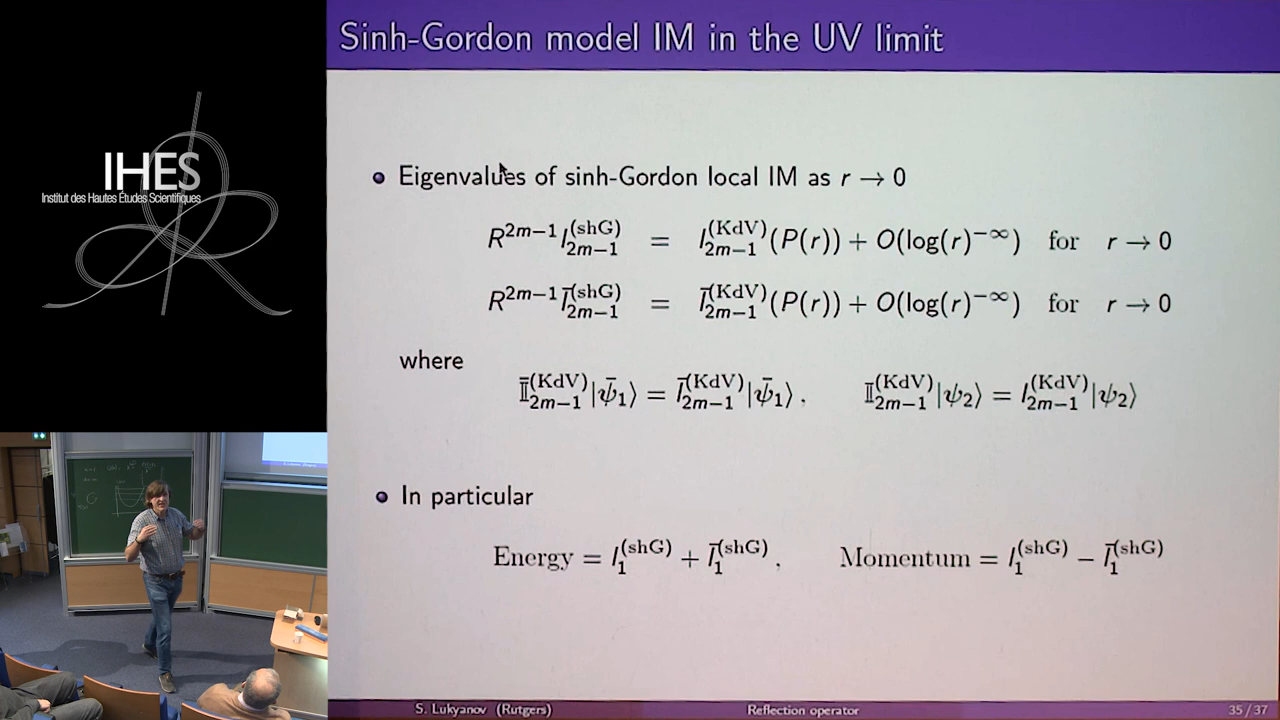 IHES
Institut des Hautes Études Scientifiques
Sinh-Gordon model IM in the UV limit
Eigenvalues of sinh-Gordon local IM as r → 0
R^{2m−1} I_{2m−1}^{(shG)} = I_{2m−1}^{(KdV)}(P(r)) + O(log(r)^{−∞}) for r → 0
R^{2m−1} Ī_{2m−1}^{(shG)} = Ī_{2m−1}^{(KdV)}(P(r)) + O(log(r)^{−∞}) for r → 0
where
𝕀̄_{2m−1}^{(KdV)}|ψ̄_1⟩ = Ī_{2m−1}^{(KdV)}|ψ̄_1⟩ , 𝕀_{2m−1}^{(KdV)}|ψ_2⟩ = I_{2m−1}^{(KdV)}|ψ_2⟩
In particular
Energy = I_1^{(shG)} + Ī_1^{(shG)} , Momentum = I_1^{(shG)} − Ī_1^{(shG)}
S. Lukyanov (Rutgers) Reflection operator 35 / 37